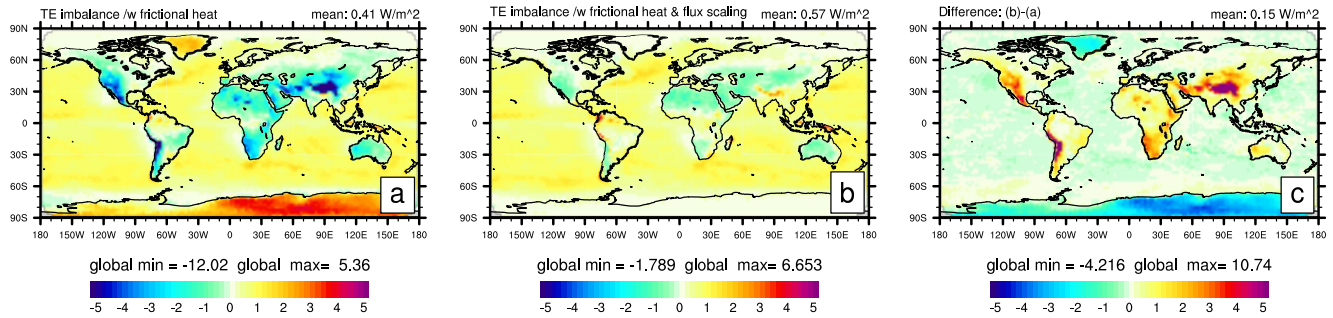 TE imbalance /w frictional heat mean: 0.41 W/m^2
90N
60N
30N
0
30S
60S
90S
a
180 150W 120W 90W 60W 30W 0 30E 60E 90E 120E 150E 180
global min = -12.02 global max= 5.36
-5 -4 -3 -2 -1 0 1 2 3 4 5
TE imbalance /w frictional heat & flux scaling mean: 0.57 W/m^2
90N
60N
30N
0
30S
60S
90S
b
180 150W 120W 90W 60W 30W 0 30E 60E 90E 120E 150E 180
global min = -1.789 global max= 6.653
-5 -4 -3 -2 -1 0 1 2 3 4 5
Difference: (b)-(a) mean: 0.15 W/m^2
90N
60N
30N
0
30S
60S
90S
c
180 150W 120W 90W 60W 30W 0 30E 60E 90E 120E 150E 180
global min = -4.216 global max= 10.74
-5 -4 -3 -2 -1 0 1 2 3 4 5